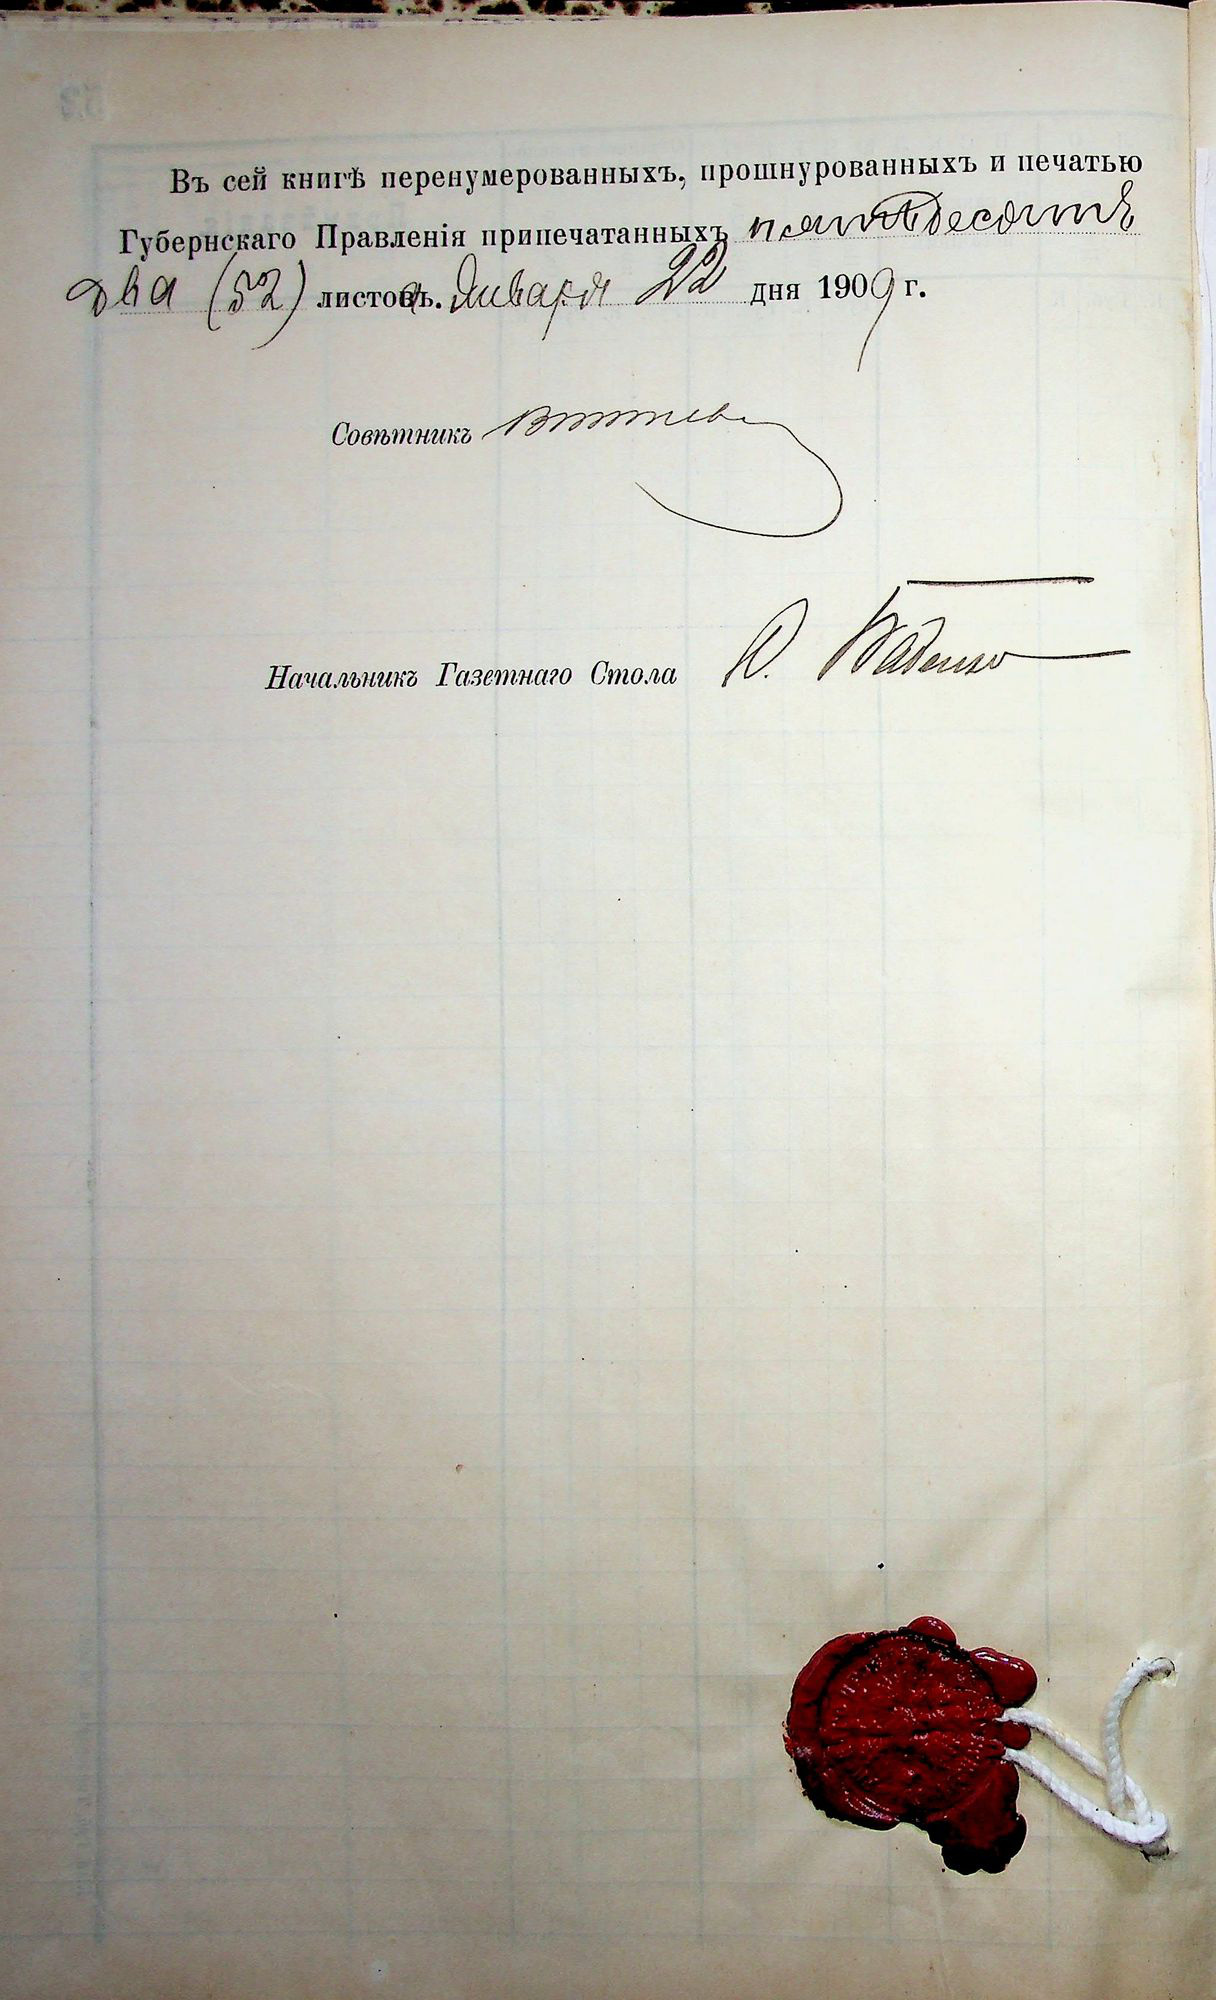 Въ сей книгѣ перенумерованныхъ, прошнурованныхъ и печатью
Губернскаго Правленія припечатанныхъ пятьдесятъ
два (52) листа. Января 22 дня 1909 г.
Совѣтникъ
Начальникъ Газетнаго Стола